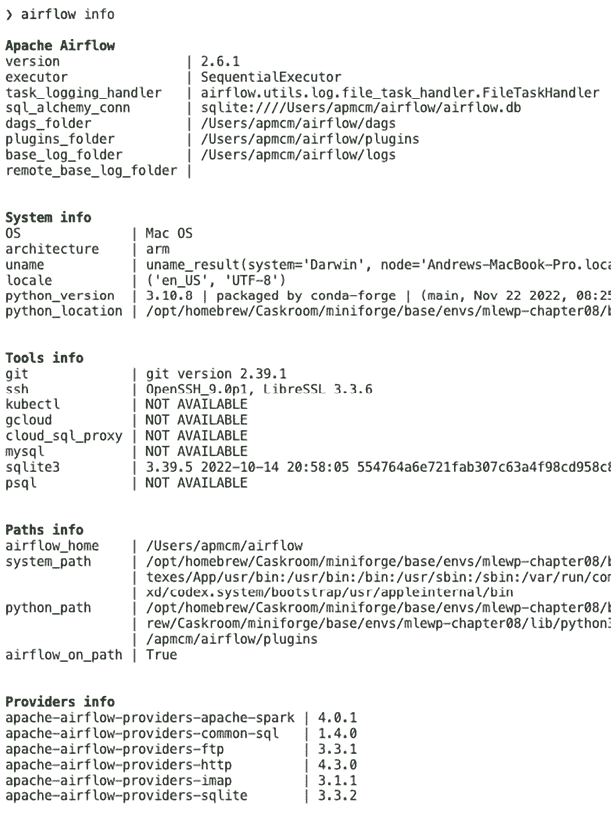 ❯ airflow info
Apache Airflow
version | 2.6.1
executor | SequentialExecutor
task_logging_handler | airflow.utils.log.file_task_handler.FileTaskHandler
sql_alchemy_conn | sqlite:////Users/apmcm/airflow/airflow.db
dags_folder | /Users/apmcm/airflow/dags
plugins_folder | /Users/apmcm/airflow/plugins
base_log_folder | /Users/apmcm/airflow/logs
remote_base_log_folder |
System info
OS | Mac OS
architecture | arm
uname | uname_result(system='Darwin', node='Andrews-MacBook-Pro.loca
locale | ('en_US', 'UTF-8')
python_version | 3.10.8 | packaged by conda-forge | (main, Nov 22 2022, 08:25
python_location | /opt/homebrew/Caskroom/miniforge/base/envs/mlewp-chapter08/b
Tools info
git | git version 2.39.1
ssh | OpenSSH_9.0p1, LibreSSL 3.3.6
kubectl | NOT AVAILABLE
gcloud | NOT AVAILABLE
cloud_sql_proxy | NOT AVAILABLE
mysql | NOT AVAILABLE
sqlite3 | 3.39.5 2022-10-14 20:58:05 554764a6e721fab307c63a4f98cd958c8
psql | NOT AVAILABLE
Paths info
airflow_home | /Users/apmcm/airflow
system_path | /opt/homebrew/Caskroom/miniforge/base/envs/mlewp-chapter08/b
| texes/App/usr/bin:/usr/bin:/bin:/usr/sbin:/sbin:/var/run/com
| xd/codex.system/bootstrap/usr/appleinternal/bin
python_path | /opt/homebrew/Caskroom/miniforge/base/envs/mlewp-chapter08/b
| rew/Caskroom/miniforge/base/envs/mlewp-chapter08/lib/python3
| /apmcm/airflow/plugins
airflow_on_path | True
Providers info
apache-airflow-providers-apache-spark | 4.0.1
apache-airflow-providers-common-sql | 1.4.0
apache-airflow-providers-ftp | 3.3.1
apache-airflow-providers-http | 4.3.0
apache-airflow-providers-imap | 3.1.1
apache-airflow-providers-sqlite | 3.3.2